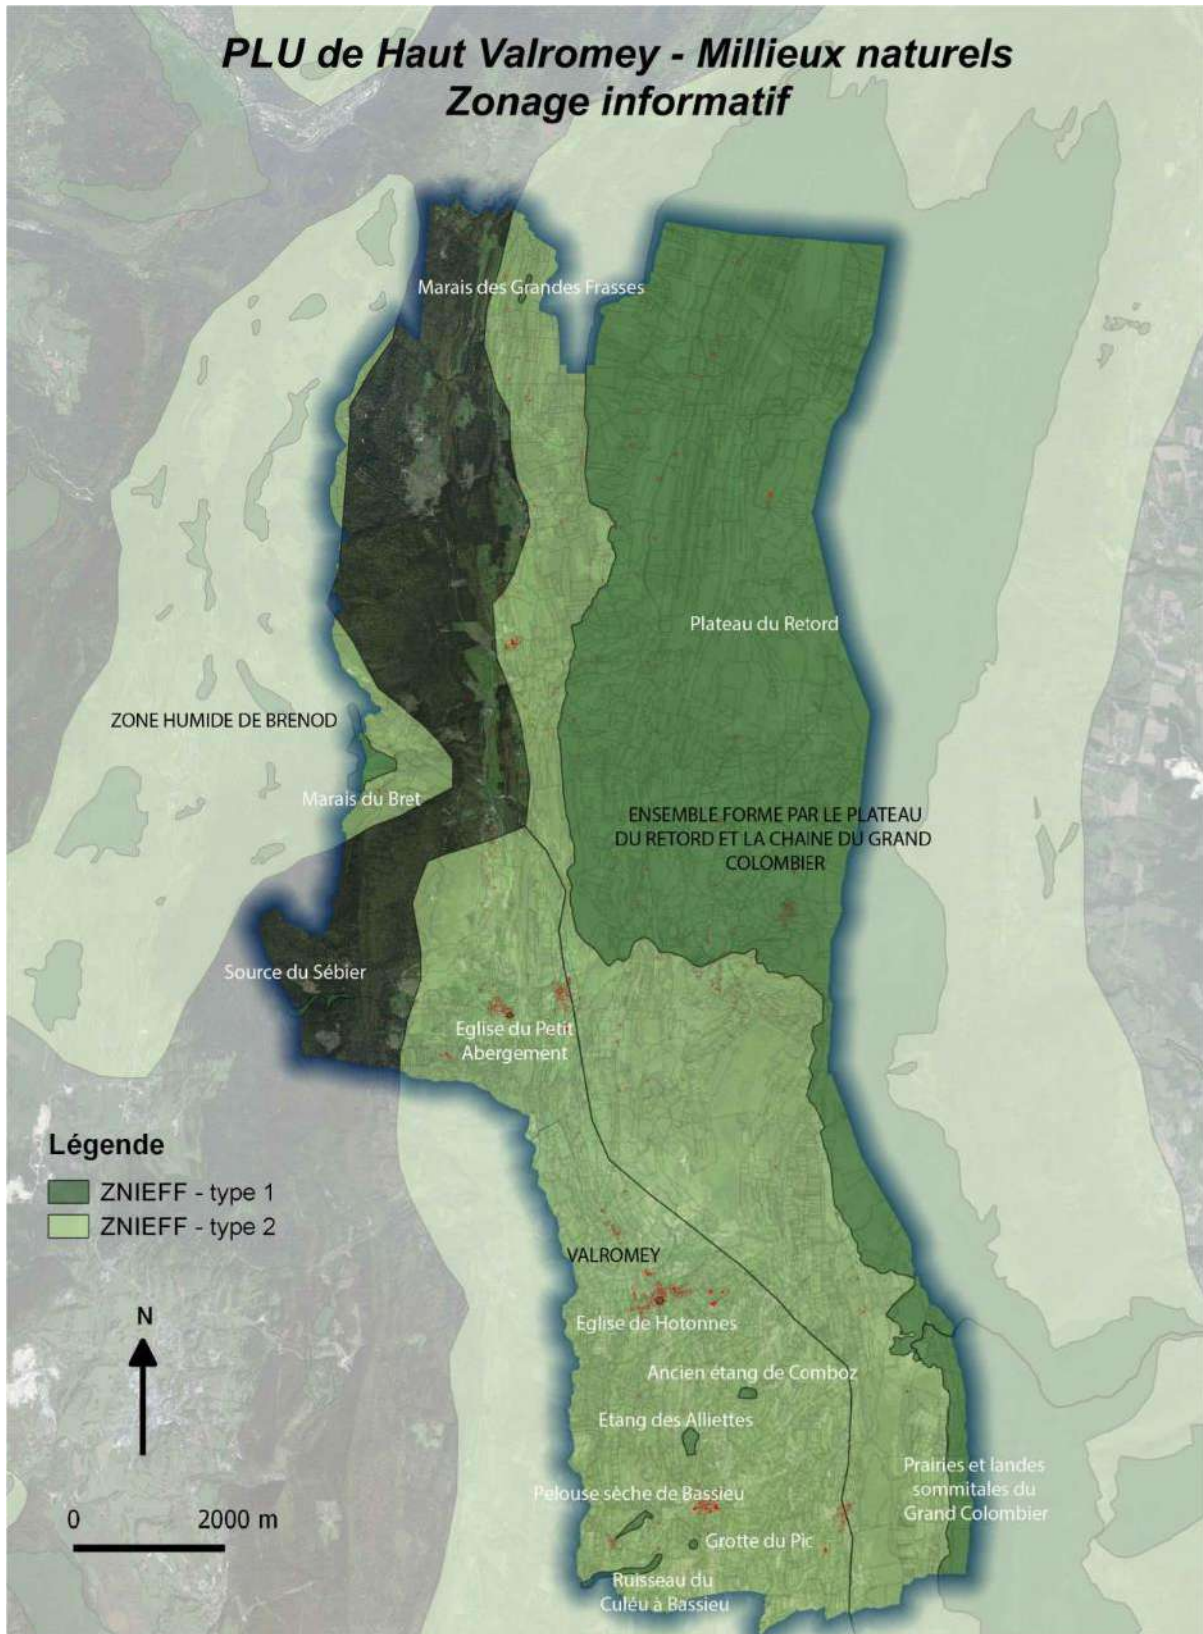 PLU de Haut Valromey - Millieux naturels
Zonage informatif
Marais des Grandes Frasses
Plateau du Retord
ZONE HUMIDE DE BRENOD
Marais du Bret
ENSEMBLE FORME PAR LE PLATEAU
DU RETORD ET LA CHAINE DU GRAND
COLOMBIER
Source du Sébier
Eglise du Petit
Abergement
Légende
ZNIEFF - type 1
ZNIEFF - type 2
VALROMEY
N
Eglise de Hotonnes
Ancien étang de Comboz
Etang des Alliettes
Prairies et landes
sommitales du
Grand Colombier
Pelouse sèche de Bassieu
0 2000 m
Grotte du Pic
Ruisseau du
Culéu à Bassieu